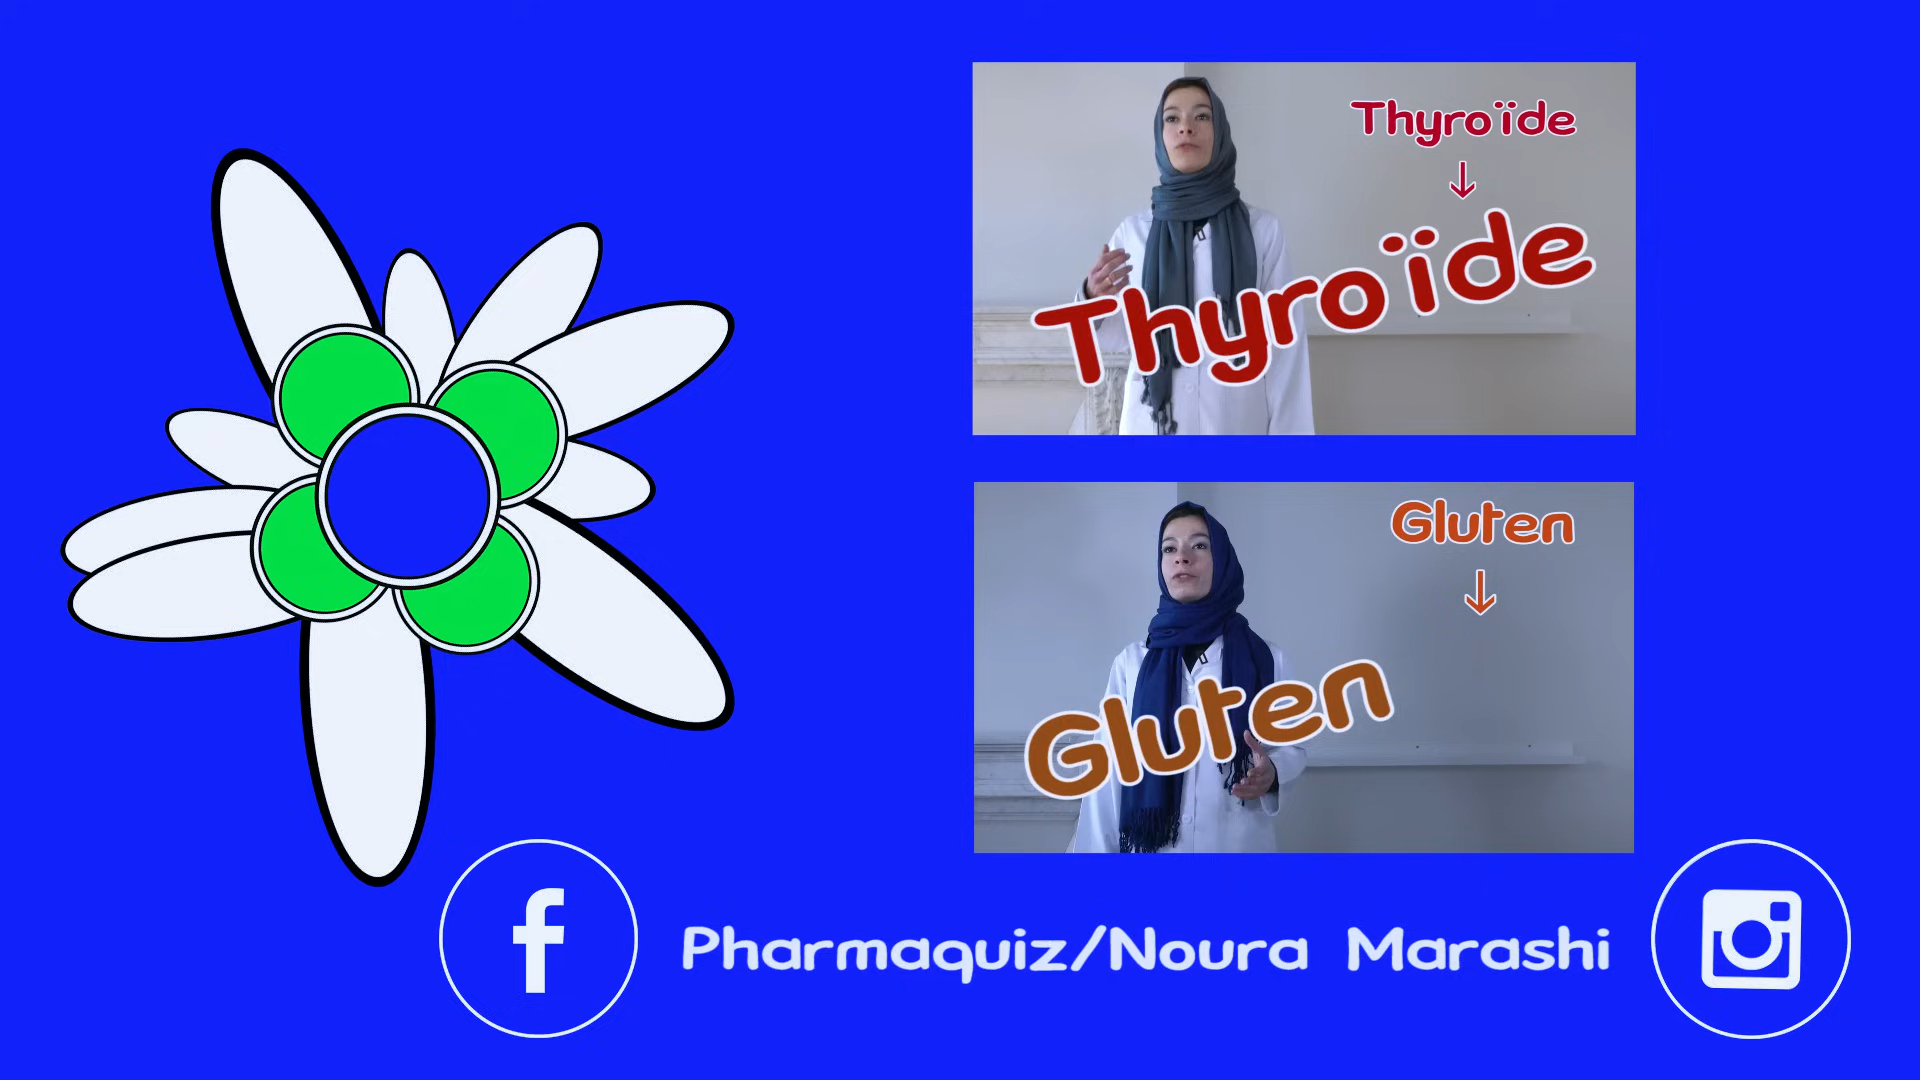 Thyroïde
↓
Thyroïde
Gluten
↓
Gluten
Pharmaquiz/Noura Marashi